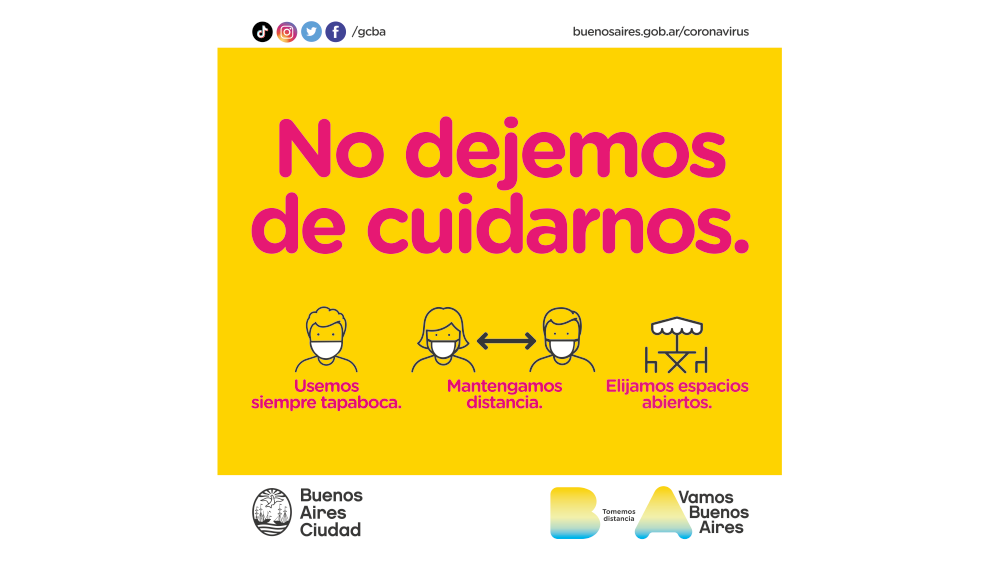 /gcba
buenosaires.gob.ar/coronavirus
No dejemos
de cuidarnos.
Usemos
siempre tapaboca.
Mantengamos
distancia.
Elijamos espacios
abiertos.
Buenos
Aires
Ciudad
B
Tomemos
distancia
A
Vamos
Buenos
Aires